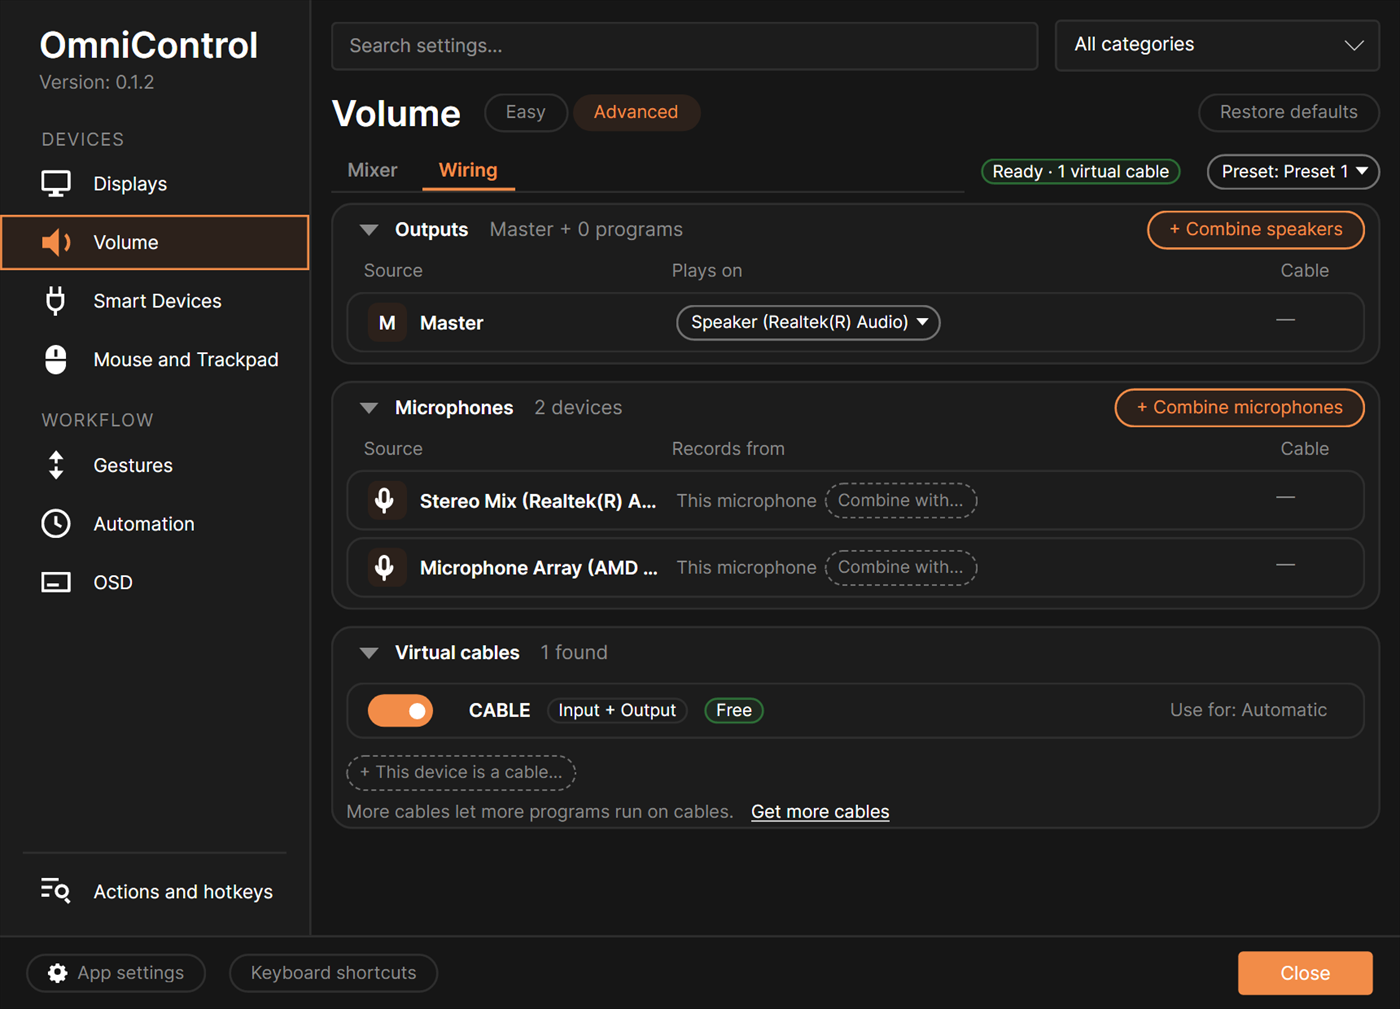 OmniControl
Version: 0.1.2
DEVICES
Displays
Volume
Smart Devices
Mouse and Trackpad
WORKFLOW
Gestures
Automation
OSD
Actions and hotkeys
Search settings...
All categories
Volume Easy Advanced Restore defaults
Mixer Wiring Ready · 1 virtual cable Preset: Preset 1
Outputs Master + 0 programs + Combine speakers
Source Plays on Cable
M Master Speaker (Realtek(R) Audio) —
Microphones 2 devices + Combine microphones
Source Records from Cable
Stereo Mix (Realtek(R) A... This microphone Combine with... —
Microphone Array (AMD ... This microphone Combine with... —
Virtual cables 1 found
CABLE Input + Output Free Use for: Automatic
+ This device is a cable...
More cables let more programs run on cables. Get more cables
App settings Keyboard shortcuts Close